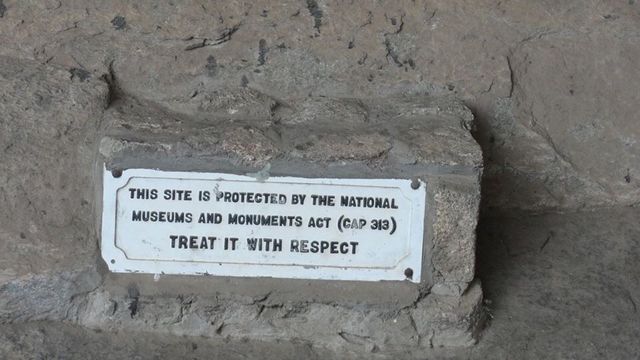 THIS SITE IS PROTECTED BY THE NATIONAL
MUSEUMS AND MONUMENTS ACT (CAP 313)
TREAT IT WITH RESPECT